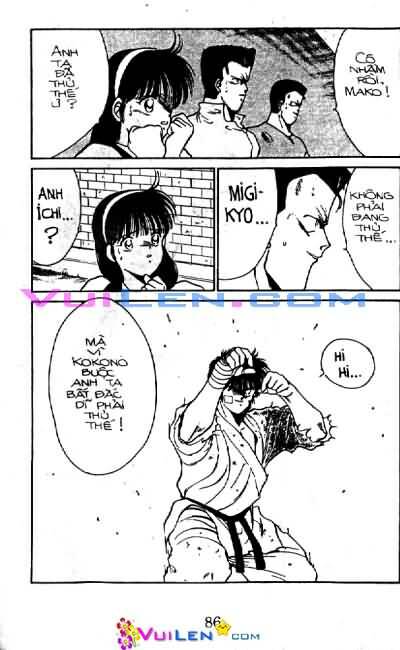 CÔ
NHẦM
RỒI,
MAKO!
ANH
TA
ĐÃ
THỦ
THẾ
Ư?
KHÔNG
PHẢI
ĐANG
THỦ
THẾ...
MIGI-
KYO...
ANH
ICHI...
?
VUILEN.COM
HI
HI...
MÀ
VÌ
KOKONO
BUỘC
ANH TA
BẤT ĐẮC
DĨ PHẢI
THỦ
THẾ!
86
VUILEN.COM